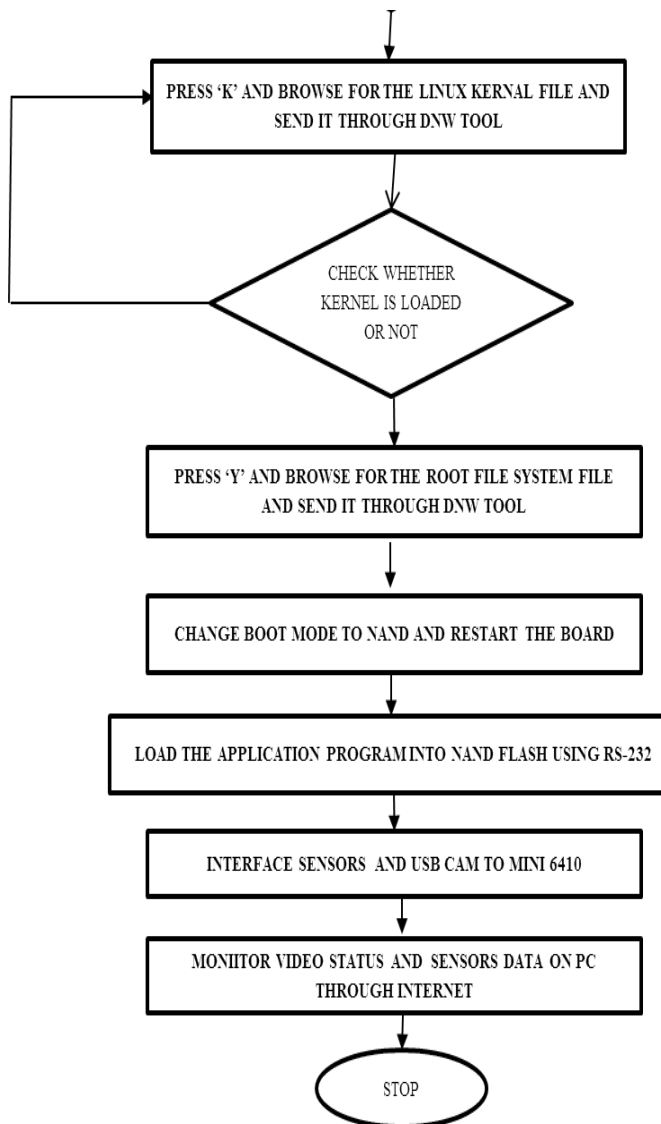 PRESS ‘K’ AND BROWSE FOR THE LINUX KERNAL FILE AND
SEND IT THROUGH DNW TOOL
CHECK WHETHER
KERNEL IS LOADED
OR NOT
PRESS ‘Y’ AND BROWSE FOR THE ROOT FILE SYSTEM FILE
AND SEND IT THROUGH DNW TOOL
CHANGE BOOT MODE TO NAND AND RESTART THE BOARD
LOAD THE APPLICATION PROGRAM INTO NAND FLASH USING RS-232
INTERFACE SENSORS AND USB CAM TO MINI 6410
MONIITOR VIDEO STATUS AND SENSORS DATA ON PC
THROUGH INTERNET
STOP